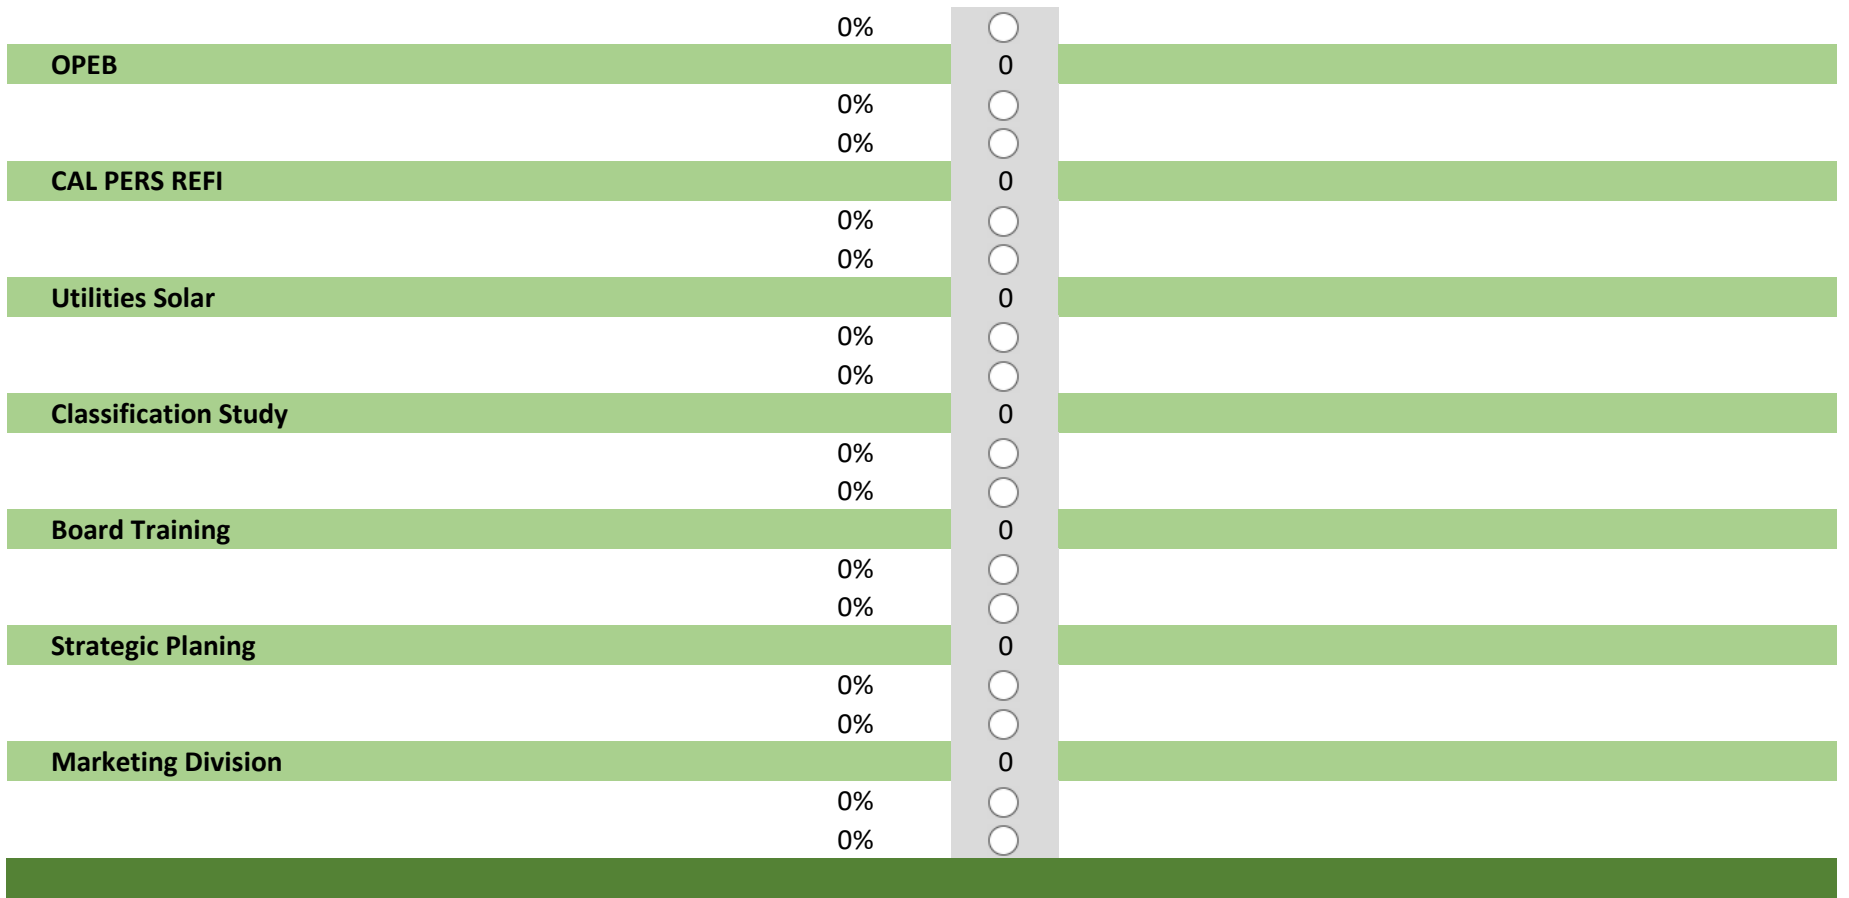 0%
OPEB 0
0%
0%
CAL PERS REFI 0
0%
0%
Utilities Solar 0
0%
0%
Classification Study 0
0%
0%
Board Training 0
0%
0%
Strategic Planing 0
0%
0%
Marketing Division 0
0%
0%